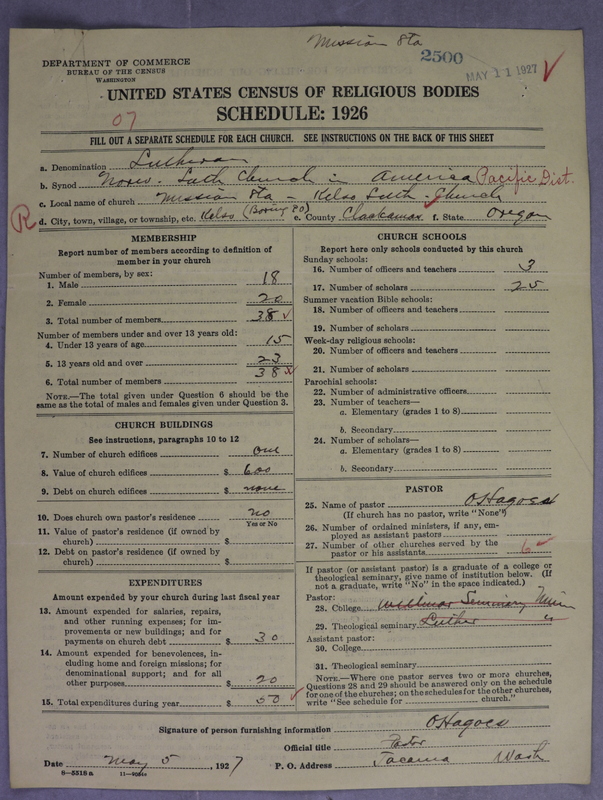 Mission Sta
2500
MAY 11 1927
DEPARTMENT OF COMMERCE
BUREAU OF THE CENSUS
WASHINGTON
UNITED STATES CENSUS OF RELIGIOUS BODIES
SCHEDULE: 1926
07
FILL OUT A SEPARATE SCHEDULE FOR EACH CHURCH. SEE INSTRUCTIONS ON THE BACK OF THIS SHEET
a. Denomination Lutheran
b. Synod Norw. Luth Church in America Pacific Dist.
c. Local name of church Mission Sta - Kelso Luth. Church
R d. City, town, village, or township, etc. Kelso (Boring PO) e. County Clackamax f. State Oregon
MEMBERSHIP
Report number of members according to definition of member in your church
Number of members, by sex:
1. Male 18
2. Female 20
3. Total number of members 38
Number of members under and over 13 years old:
4. Under 13 years of age 15
5. 13 years old and over 23
6. Total number of members 38
NOTE.—The total given under Question 6 should be the same as the total of males and females given under Question 3.
CHURCH BUILDINGS
See instructions, paragraphs 10 to 12
7. Number of church edifices one
8. Value of church edifices $ 600
9. Debt on church edifices $ none
10. Does church own pastor's residence no
Yes or No
11. Value of pastor's residence (if owned by church) $
12. Debt on pastor's residence (if owned by church) $
EXPENDITURES
Amount expended by your church during last fiscal year
13. Amount expended for salaries, repairs, and other running expenses; for improvements or new buildings; and for payments on church debt $ 30
14. Amount expended for benevolences, including home and foreign missions; for denominational support; and for all other purposes $ 20
15. Total expenditures during year $ 50
CHURCH SCHOOLS
Report here only schools conducted by this church
Sunday schools:
16. Number of officers and teachers 3
17. Number of scholars 25
Summer vacation Bible schools:
18. Number of officers and teachers
19. Number of scholars
Week-day religious schools:
20. Number of officers and teachers
21. Number of scholars
Parochial schools:
22. Number of administrative officers
23. Number of teachers—
a. Elementary (grades 1 to 8)
b. Secondary
24. Number of scholars—
a. Elementary (grades 1 to 8)
b. Secondary
PASTOR
25. Name of pastor O Hagoes
(If church has no pastor, write "None")
26. Number of ordained ministers, if any, employed as assistant pastors
27. Number of other churches served by the pastor or his assistants 6
If pastor (or assistant pastor) is a graduate of a college or theological seminary, give name of institution below. (If not a graduate, write "No" in the space indicated.)
Pastor:
28. College Willmar Seminary Minn
29. Theological seminary Luther "
Assistant pastor:
30. College
31. Theological seminary
NOTE.—Where one pastor serves two or more churches, Questions 28 and 29 should be answered only on the schedule for one of the churches; on the schedules for the other churches, write "See schedule for church."
Signature of person furnishing information O Hagoes
Official title Pastor
Date May 5, 1927 P. O. Address Tacoma Wash
8—5518 a 11—4084a